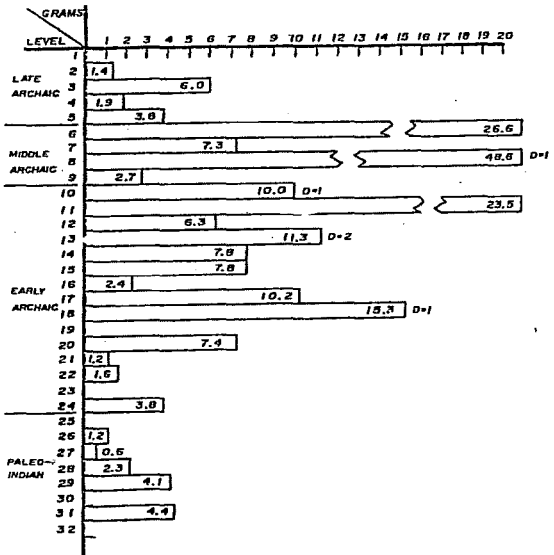 GRAMS
LEVEL 1 2 3 4 5 6 7 8 9 10 11 12 13 14 15 16 17 18 19 20
1
2 1.4
LATE ARCHAIC
3 6.0
4 1.9
5 3.8
6 26.6
7 7.3
MIDDLE ARCHAIC
8 48.6 D=1
9 2.7
10 10.0 D=1
11 23.5
12 6.3
13 11.3 D=2
14 7.8
15 7.8
16 2.4
EARLY ARCHAIC
17 10.2
18 15.3 D=1
19
20 7.4
21 1.2
22 1.6
23
24 3.8
25
26 1.2
27 0.6
PALEO-INDIAN
28 2.3
29 4.1
30
31 4.4
32